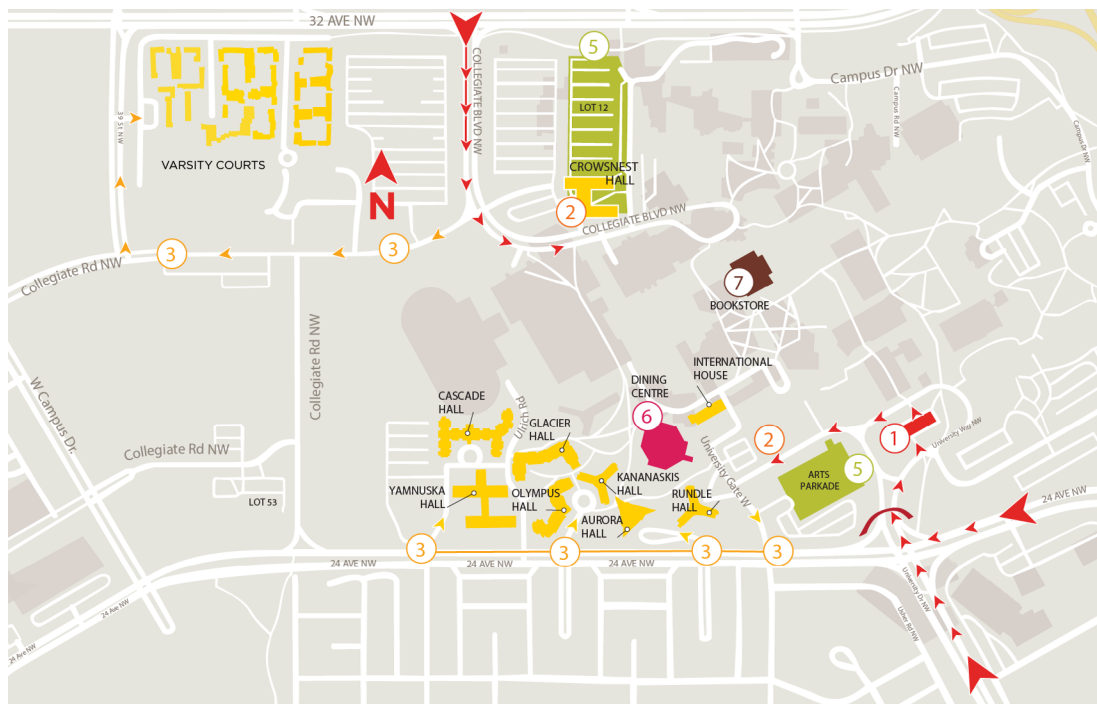 32 AVE NW
COLLEGIATE BLVD NW
5
LOT 12
Campus Dr NW
Campus Rd NW
Campus Dr NW
39 St NW
VARSITY COURTS
N
CROWSNEST
HALL
2
COLLEGIATE BLVD NW
3
3
Collegiate Rd NW
7
BOOKSTORE
Collegiate Rd NW
W Campus Dr.
INTERNATIONAL
HOUSE
DINING
CENTRE
6
CASCADE
HALL
Ulrich Rd
GLACIER
HALL
University Gate W
2
1
University Way NW
Collegiate Rd NW
LOT 53
YAMNUSKA
HALL
OLYMPUS
HALL
KANANASKIS
HALL
AURORA
HALL
RUNDLE
HALL
ARTS
PARKADE
5
24 AVE NW
3
3
3
3
24 AVE NW
24 AVE NW
24 AVE NW
University Dr NW
Usher Rd NW
24 Ave NW
24 Ave NW